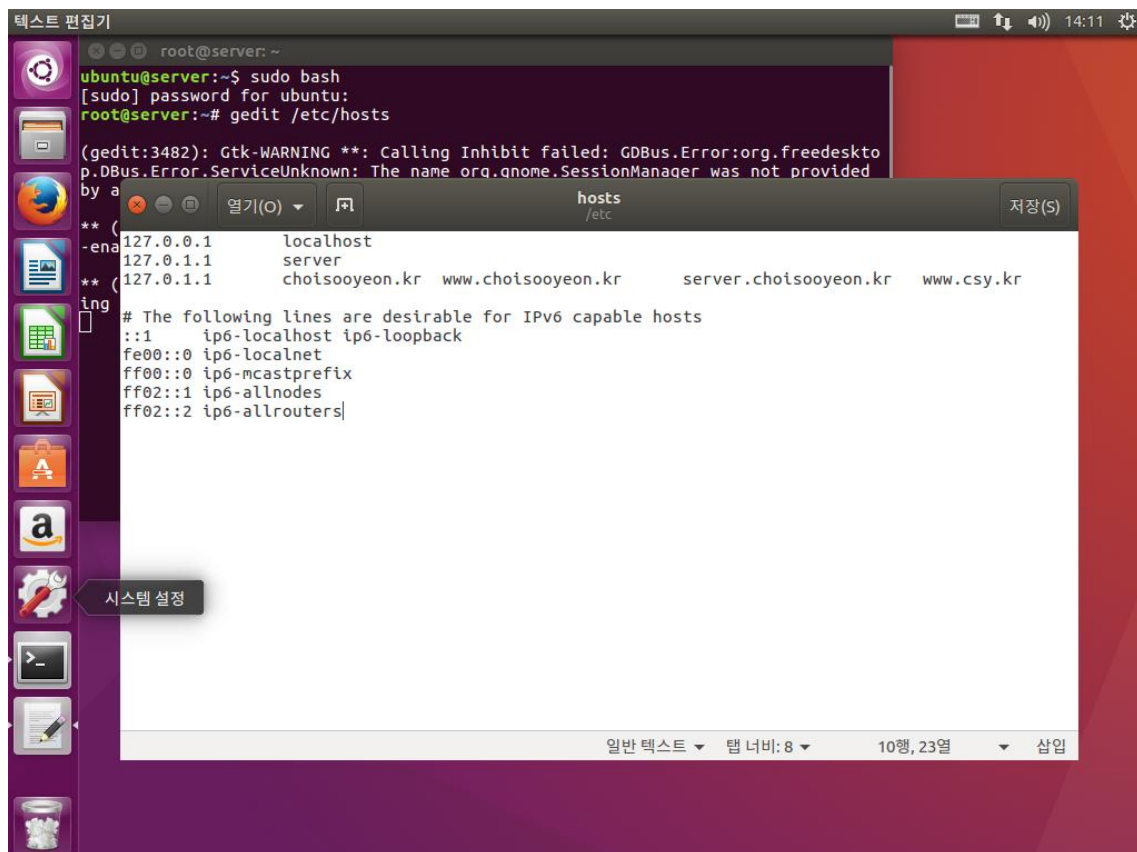 텍스트 편집기 14:11
root@server: ~
ubuntu@server:~$ sudo bash
[sudo] password for ubuntu:
root@server:~# gedit /etc/hosts
(gedit:3482): Gtk-WARNING **: Calling Inhibit failed: GDBus.Error:org.freedeskto
p.DBus.Error.ServiceUnknown: The name org.gnome.SessionManager was not provided
by a
** (
-ena
** (
ing
열기(O) hosts 저장(S)
/etc
127.0.0.1 localhost
127.0.1.1 server
127.0.1.1 choisooyeon.kr www.choisooyeon.kr server.choisooyeon.kr www.csy.kr
# The following lines are desirable for IPv6 capable hosts
::1 ip6-localhost ip6-loopback
fe00::0 ip6-localnet
ff00::0 ip6-mcastprefix
ff02::1 ip6-allnodes
ff02::2 ip6-allrouters
시스템 설정
일반 텍스트 탭 너비: 8 10행, 23열 삽입